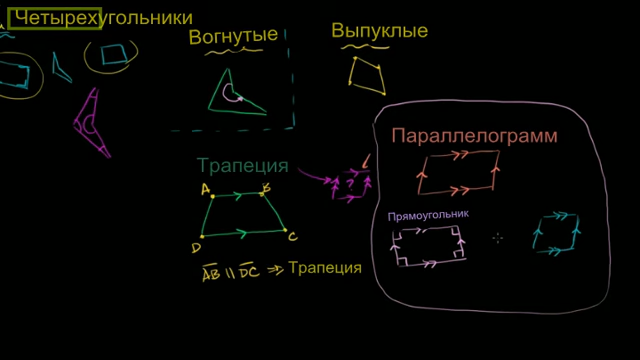 Четырехугольники
Вогнутые
Выпуклые
Параллелограмм
Трапеция
A B
D C
Прямоугольник
AB || DC ⇒ Трапеция
?